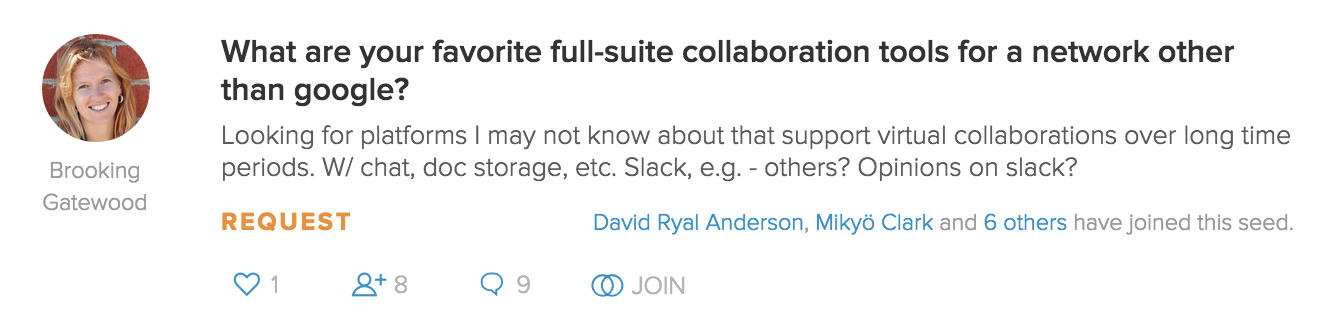 What are your favorite full-suite collaboration tools for a network other
than google?
Looking for platforms I may not know about that support virtual collaborations over long time
periods. W/ chat, doc storage, etc. Slack, e.g. - others? Opinions on slack?
Brooking
Gatewood
REQUEST
David Ryal Anderson, Mikyö Clark and 6 others have joined this seed.
1
8
9
JOIN